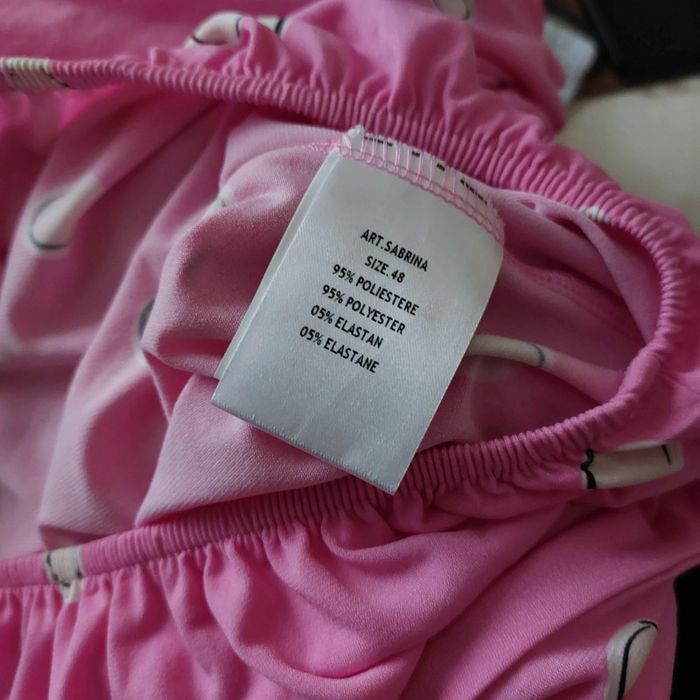 ART.SABRINA
SIZE.48
95% POLIESTERE
95% POLYESTER
05% ELASTAN
05% ELASTANE